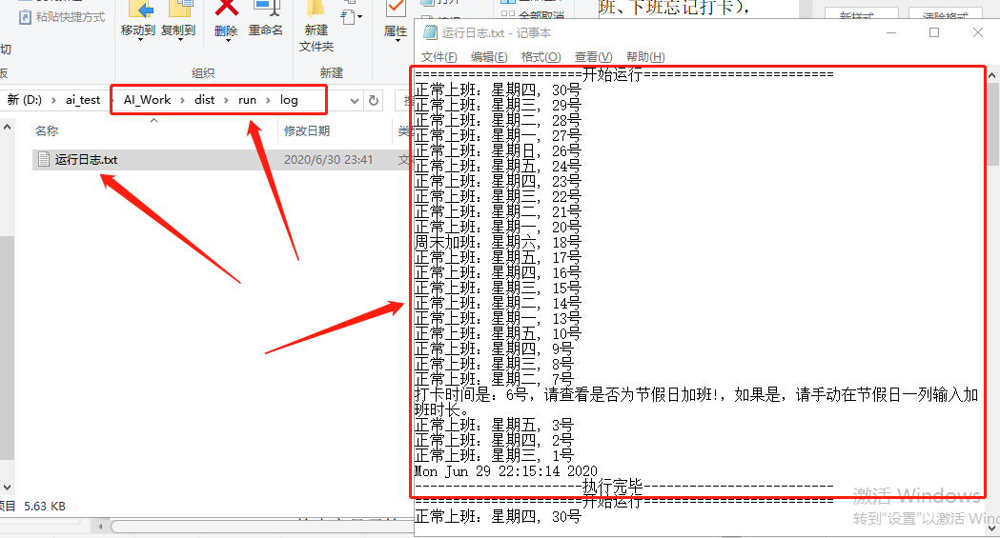 粘贴快捷方式
切
移动到 复制到 删除 重命名
新建
文件夹
属性
组织
新建
打开
全部取消
班、下班忘记打卡），
新样式
清除格式
新 (D:) › ai_test › AI_Work › dist › run › log
名称
修改日期
运行日志.txt
2020/6/30 23:41
5.63 KB
运行日志.txt - 记事本
文件(F) 编辑(E) 格式(O) 查看(V) 帮助(H)
======================开始运行=========================
正常上班：星期四, 30号
正常上班：星期三, 29号
正常上班：星期二, 28号
正常上班：星期一, 27号
正常上班：星期日, 26号
正常上班：星期五, 24号
正常上班：星期四, 23号
正常上班：星期三, 22号
正常上班：星期二, 21号
正常上班：星期一, 20号
周末加班：星期六, 18号
正常上班：星期五, 17号
正常上班：星期四, 16号
正常上班：星期三, 15号
正常上班：星期二, 14号
正常上班：星期一, 13号
正常上班：星期五, 10号
正常上班：星期四, 9号
正常上班：星期三, 8号
正常上班：星期二, 7号
打卡时间是：6号，请查看是否为节假日加班!，如果是，请手动在节假日一列输入加
班时长。
正常上班：星期五, 3号
正常上班：星期四, 2号
正常上班：星期三, 1号
Mon Jun 29 22:15:14 2020
----------------------执行完毕-------------------------
======================开始运行=========================
正常上班：星期四, 30号
激活 Windows
转到"设置"以激活 Wind